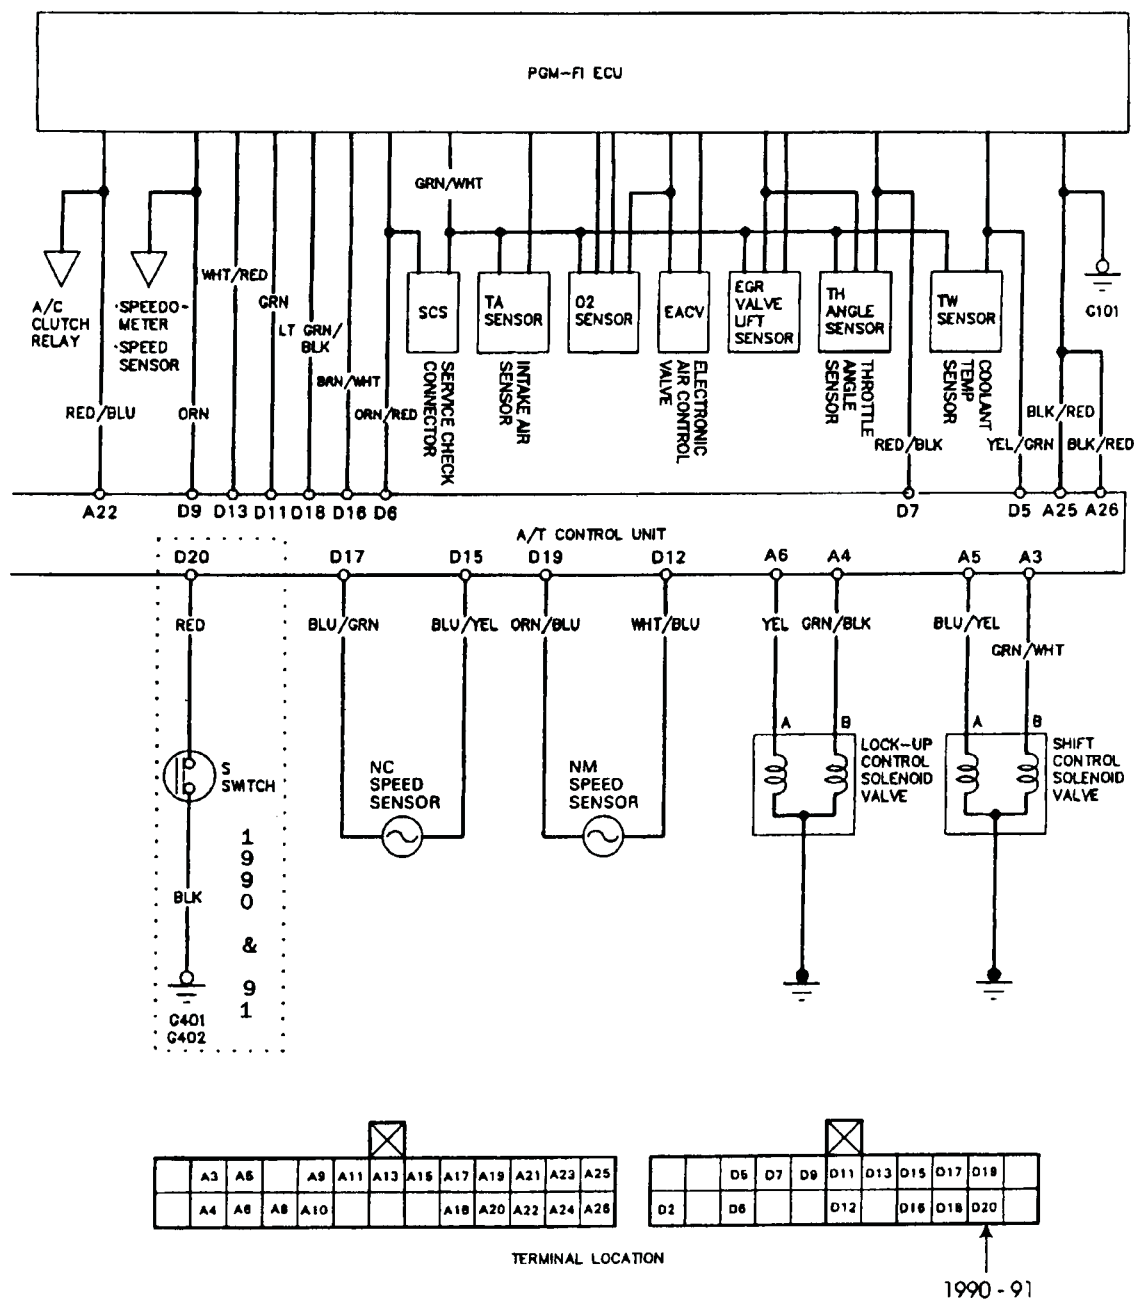 PGM-FI ECU
GRN/WHT
WHT/RED
GRN
LT GRN/
BLK
BRN/WHT
ORN/RED
A/C
CLUTCH
RELAY
·SPEEDO-
METER
·SPEED
SENSOR
RED/BLU
ORN
SCS
SERVICE CHECK
CONNECTOR
TA
SENSOR
INTAKE AIR
SENSOR
O2
SENSOR
EACV
ELECTRONIC
AIR CONTROL
VALVE
EGR
VALVE
LIFT
SENSOR
TH
ANGLE
SENSOR
THROTTLE
ANGLE
SENSOR
TW
SENSOR
COOLANT
TEMP
SENSOR
G101
RED/BLK
YEL/GRN
BLK/RED
BLK/RED
A22 D9 D13 D11 D18 D16 D6 D7 D5 A25 A26
A/T CONTROL UNIT
D20 D17 D15 D19 D12 A6 A4 A5 A3
RED BLU/GRN BLU/YEL ORN/BLU WHT/BLU YEL GRN/BLK BLU/YEL
GRN/WHT
S
SWITCH
NC
SPEED
SENSOR
NM
SPEED
SENSOR
A B
LOCK-UP
CONTROL
SOLENOID
VALVE
A B
SHIFT
CONTROL
SOLENOID
VALVE
BLK
1990 & 91
G401
G402
A3 A5 A9 A11 A13 A15 A17 A19 A21 A23 A25
A4 A6 A8 A10 A18 A20 A22 A24 A26
D5 D7 D9 D11 D13 D15 D17 D19
D2 D6 D12 D16 D18 D20
TERMINAL LOCATION
1990 - 91